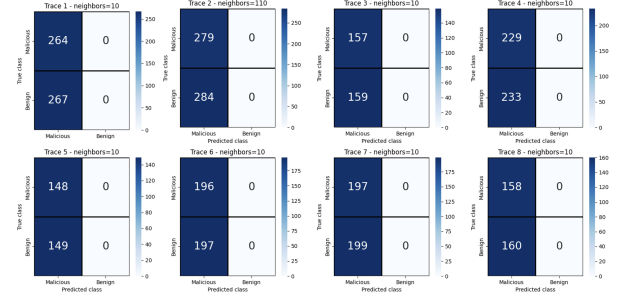 Trace 1 - neighbors=10
Malicious
264
0
True class
Benign
267
0
Malicious
Benign
250
200
150
100
50
0
Trace 2 - neighbors=110
Malicious
279
0
True class
Benign
284
0
Malicious
Benign
Predicted class
250
200
150
100
50
0
Trace 3 - neighbors=10
Malicious
157
0
True class
Benign
159
0
Malicious
Benign
Predicted class
140
120
100
80
60
40
20
0
Trace 4 - neighbors=10
Malicious
229
0
True class
Benign
233
0
Malicious
Benign
Predicted class
200
150
100
50
0
Trace 5 - neighbors=10
Malicious
148
0
True class
Benign
149
0
Malicious
Benign
Predicted class
140
120
100
80
60
40
20
0
Trace 6 - neighbors=10
Malicious
196
0
True class
Benign
197
0
Malicious
Benign
Predicted class
175
150
125
100
75
50
25
0
Trace 7 - neighbors=10
Malicious
197
0
True class
Benign
199
0
Malicious
Benign
Predicted class
175
150
125
100
75
50
25
0
Trace 8 - neighbors=10
Malicious
158
0
True class
Benign
160
0
Malicious
Benign
Predicted class
160
140
120
100
80
60
40
20
0